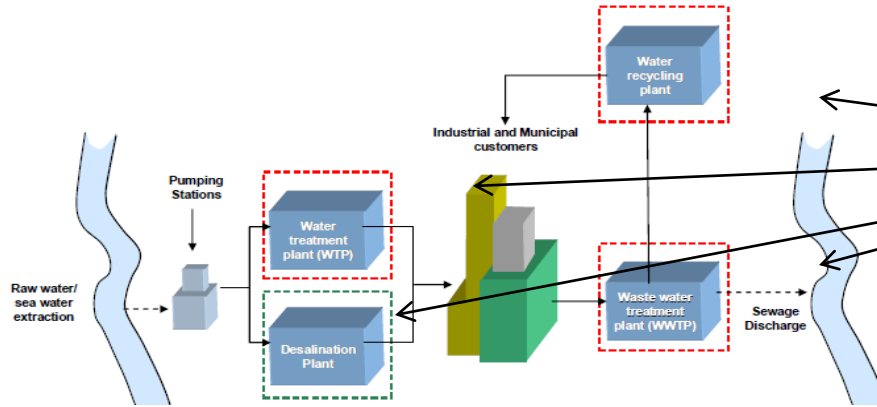 Water
recycling
plant
Industrial and Municipal
customers
Pumping
Stations
Water
treatment
plant (WTP)
Raw water/
sea water
extraction
Waste water
treatment
plant (WWTP)
Sewage
Discharge
Desalination
Plant